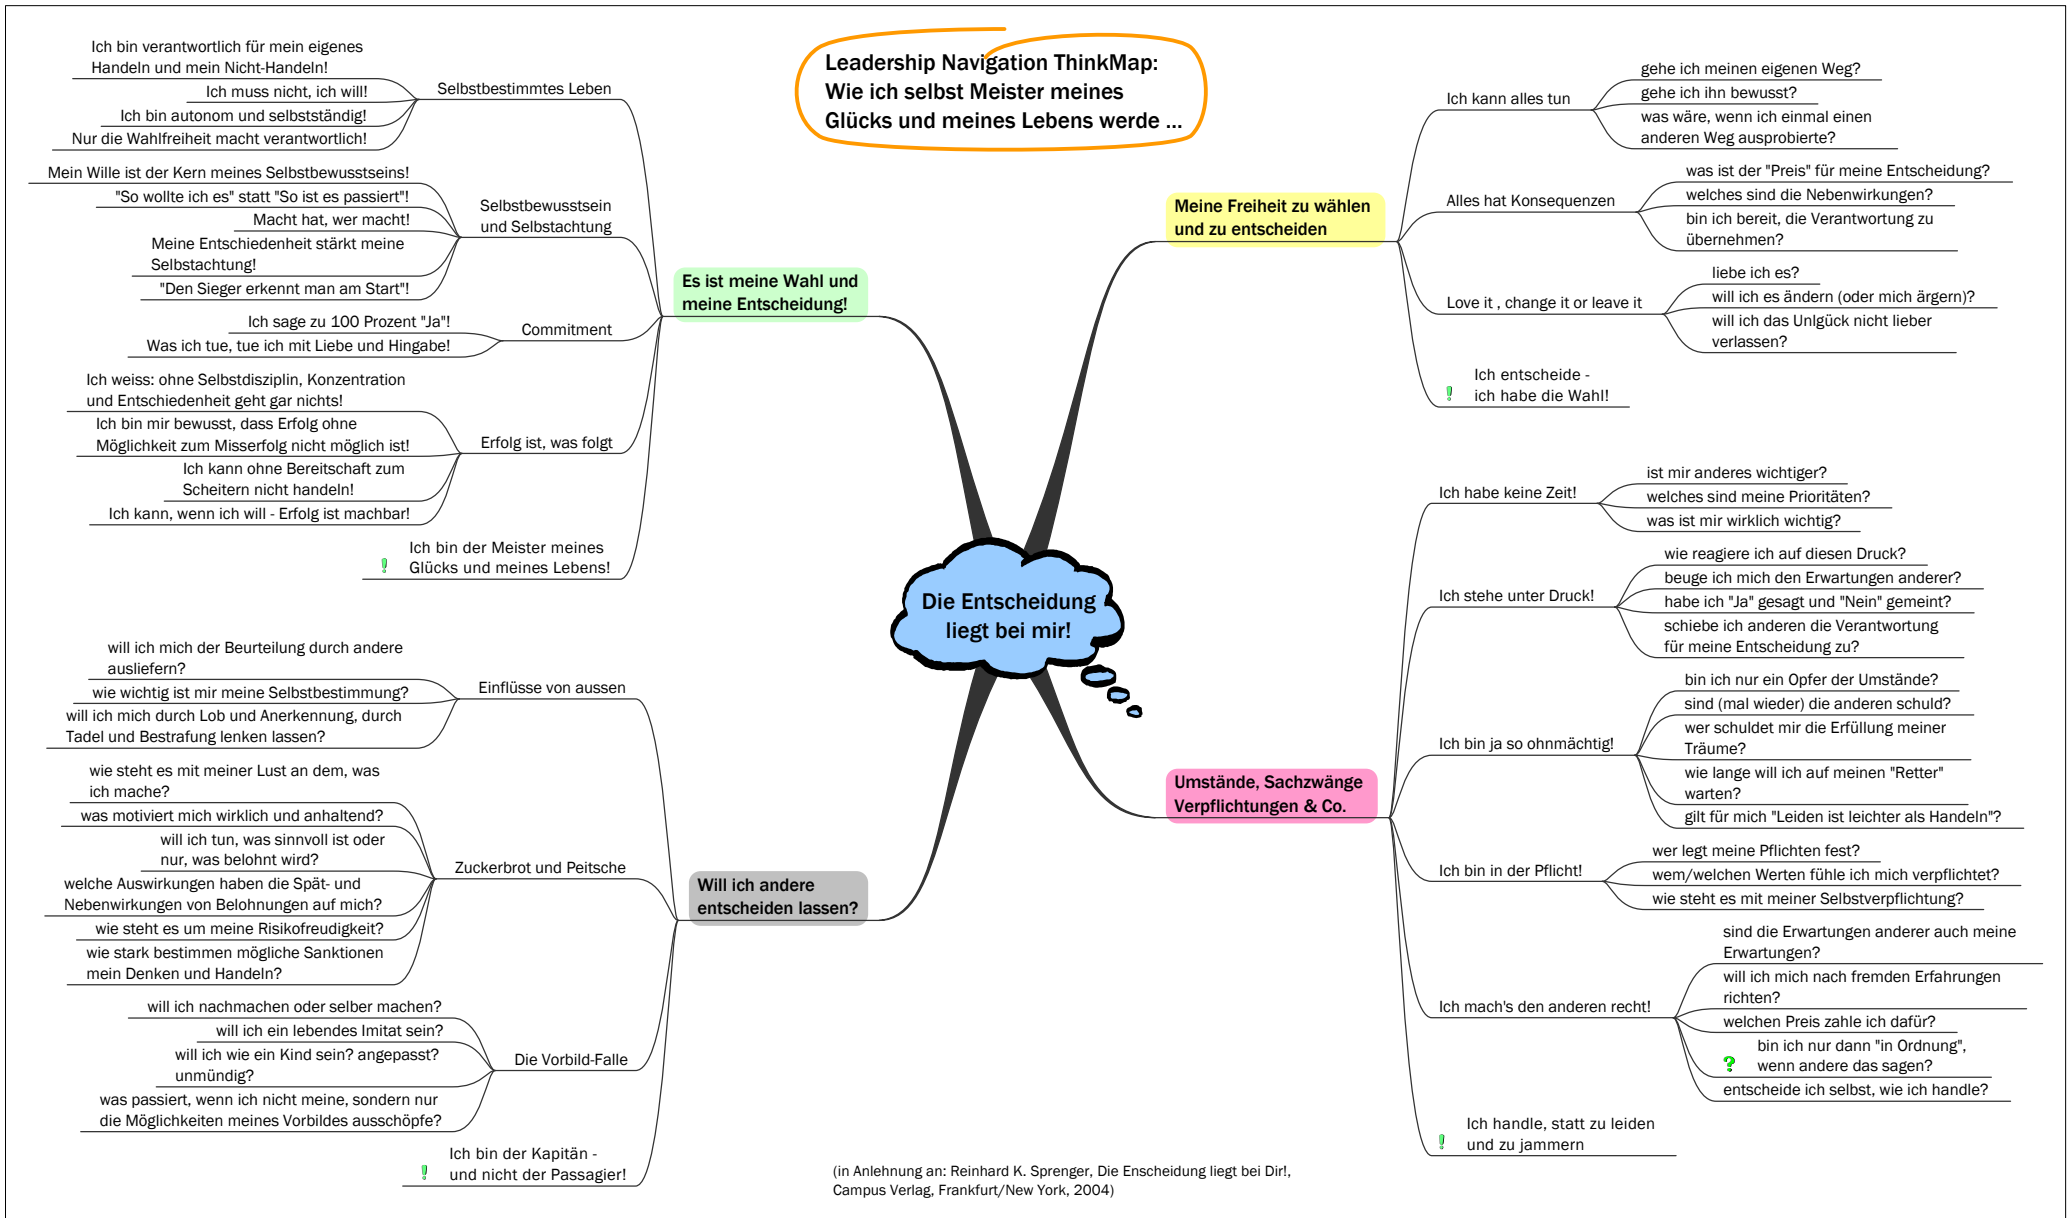 Leadership Navigation ThinkMap:
Wie ich selbst Meister meines
Glücks und meines Lebens werde ...
Die Entscheidung
liegt bei mir!
Meine Freiheit zu wählen
und zu entscheiden
Ich kann alles tun
gehe ich meinen eigenen Weg?
gehe ich ihn bewusst?
was wäre, wenn ich einmal einen
anderen Weg ausprobierte?
Alles hat Konsequenzen
was ist der "Preis" für meine Entscheidung?
welches sind die Nebenwirkungen?
bin ich bereit, die Verantwortung zu
übernehmen?
Love it , change it or leave it
liebe ich es?
will ich es ändern (oder mich ärgern)?
will ich das Unlgück nicht lieber
verlassen?
Ich entscheide -
ich habe die Wahl!
Umstände, Sachzwänge
Verpflichtungen & Co.
Ich habe keine Zeit!
ist mir anderes wichtiger?
welches sind meine Prioritäten?
was ist mir wirklich wichtig?
Ich stehe unter Druck!
wie reagiere ich auf diesen Druck?
beuge ich mich den Erwartungen anderer?
habe ich "Ja" gesagt und "Nein" gemeint?
schiebe ich anderen die Verantwortung
für meine Entscheidung zu?
Ich bin ja so ohnmächtig!
bin ich nur ein Opfer der Umstände?
sind (mal wieder) die anderen schuld?
wer schuldet mir die Erfüllung meiner
Träume?
wie lange will ich auf meinen "Retter"
warten?
gilt für mich "Leiden ist leichter als Handeln"?
Ich bin in der Pflicht!
wer legt meine Pflichten fest?
wem/welchen Werten fühle ich mich verpflichtet?
wie steht es mit meiner Selbstverpflichtung?
Ich mach's den anderen recht!
sind die Erwartungen anderer auch meine
Erwartungen?
will ich mich nach fremden Erfahrungen
richten?
welchen Preis zahle ich dafür?
bin ich nur dann "in Ordnung",
wenn andere das sagen?
entscheide ich selbst, wie ich handle?
Ich handle, statt zu leiden
und zu jammern
Es ist meine Wahl und
meine Entscheidung!
Selbstbestimmtes Leben
Ich bin verantwortlich für mein eigenes
Handeln und mein Nicht-Handeln!
Ich muss nicht, ich will!
Ich bin autonom und selbstständig!
Nur die Wahlfreiheit macht verantwortlich!
Selbstbewusstsein
und Selbstachtung
Mein Wille ist der Kern meines Selbstbewusstseins!
"So wollte ich es" statt "So ist es passiert"!
Macht hat, wer macht!
Meine Entschiedenheit stärkt meine
Selbstachtung!
"Den Sieger erkennt man am Start"!
Commitment
Ich sage zu 100 Prozent "Ja"!
Was ich tue, tue ich mit Liebe und Hingabe!
Erfolg ist, was folgt
Ich weiss: ohne Selbstdisziplin, Konzentration
und Entschiedenheit geht gar nichts!
Ich bin mir bewusst, dass Erfolg ohne
Möglichkeit zum Misserfolg nicht möglich ist!
Ich kann ohne Bereitschaft zum
Scheitern nicht handeln!
Ich kann, wenn ich will - Erfolg ist machbar!
Ich bin der Meister meines
Glücks und meines Lebens!
Will ich andere
entscheiden lassen?
Einflüsse von aussen
will ich mich der Beurteilung durch andere
ausliefern?
wie wichtig ist mir meine Selbstbestimmung?
will ich mich durch Lob und Anerkennung, durch
Tadel und Bestrafung lenken lassen?
Zuckerbrot und Peitsche
wie steht es mit meiner Lust an dem, was
ich mache?
was motiviert mich wirklich und anhaltend?
will ich tun, was sinnvoll ist oder
nur, was belohnt wird?
welche Auswirkungen haben die Spät- und
Nebenwirkungen von Belohnungen auf mich?
wie steht es um meine Risikofreudigkeit?
wie stark bestimmen mögliche Sanktionen
mein Denken und Handeln?
Die Vorbild-Falle
will ich nachmachen oder selber machen?
will ich ein lebendes Imitat sein?
will ich wie ein Kind sein? angepasst?
unmündig?
was passiert, wenn ich nicht meine, sondern nur
die Möglichkeiten meines Vorbildes ausschöpfe?
Ich bin der Kapitän -
und nicht der Passagier!
(in Anlehnung an: Reinhard K. Sprenger, Die Enscheidung liegt bei Dir!,
Campus Verlag, Frankfurt/New York, 2004)